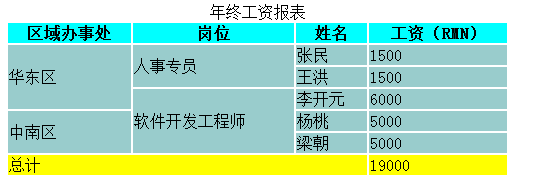 年终工资报表
区域办事处 岗位 姓名 工资（RMN）
华东区 人事专员 张民 1500
王洪 1500
软件开发工程师 李开元 6000
中南区 杨桃 5000
梁朝 5000
总计 19000